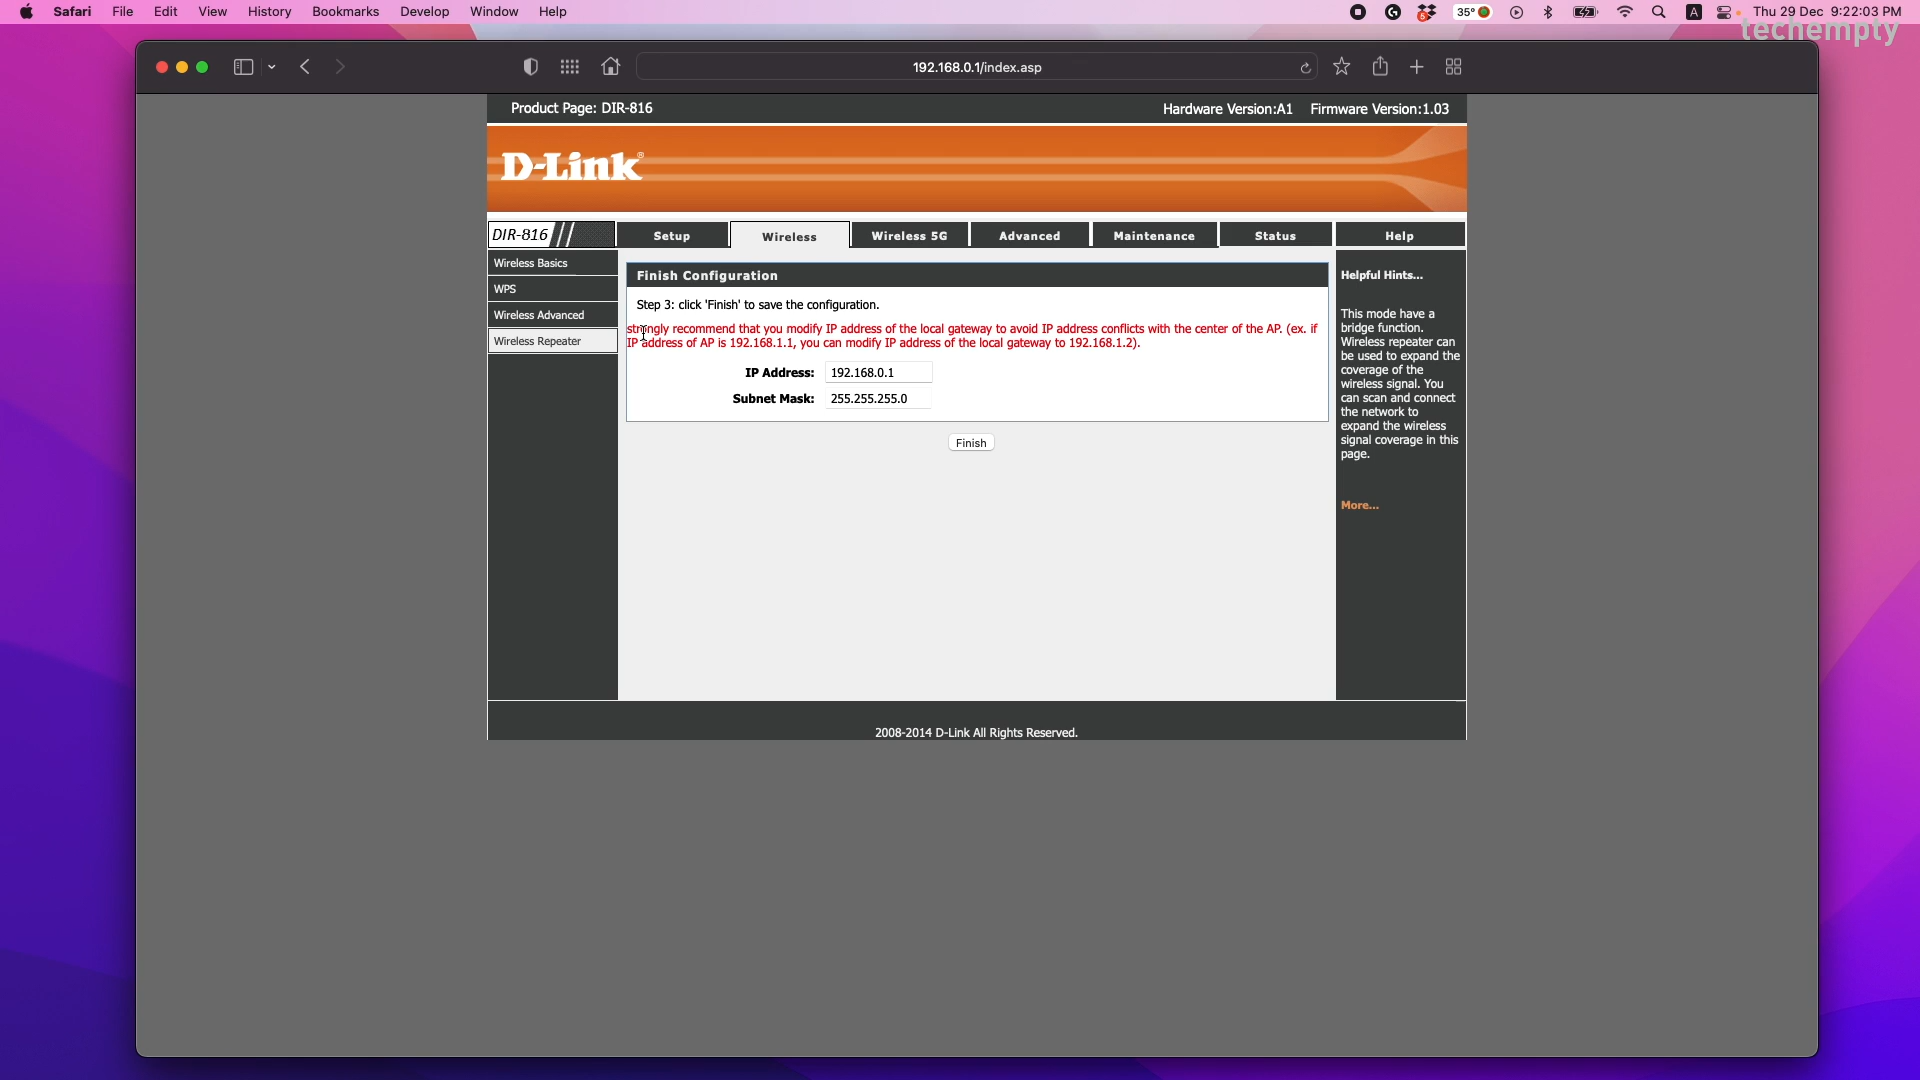 Safari File Edit View History Bookmarks Develop Window Help 5 35° A Thu 29 Dec 9:22:03 PM
techempty
192.168.0.1/index.asp
Product Page: DIR-816 Hardware Version:A1 Firmware Version:1.03
D-Link®
DIR-816 Setup Wireless Wireless 5G Advanced Maintenance Status Help
Wireless Basics
WPS
Wireless Advanced
Wireless Repeater
Finish Configuration
Step 3: click 'Finish' to save the configuration.
strongly recommend that you modify IP address of the local gateway to avoid IP address conflicts with the center of the AP. (ex. if
IP address of AP is 192.168.1.1, you can modify IP address of the local gateway to 192.168.1.2).
IP Address: 192.168.0.1
Subnet Mask: 255.255.255.0
Finish
Helpful Hints...
This mode have a
bridge function.
Wireless repeater can
be used to expand the
coverage of the
wireless signal. You
can scan and connect
the network to
expand the wireless
signal coverage in this
page.
More...
2008-2014 D-Link All Rights Reserved.